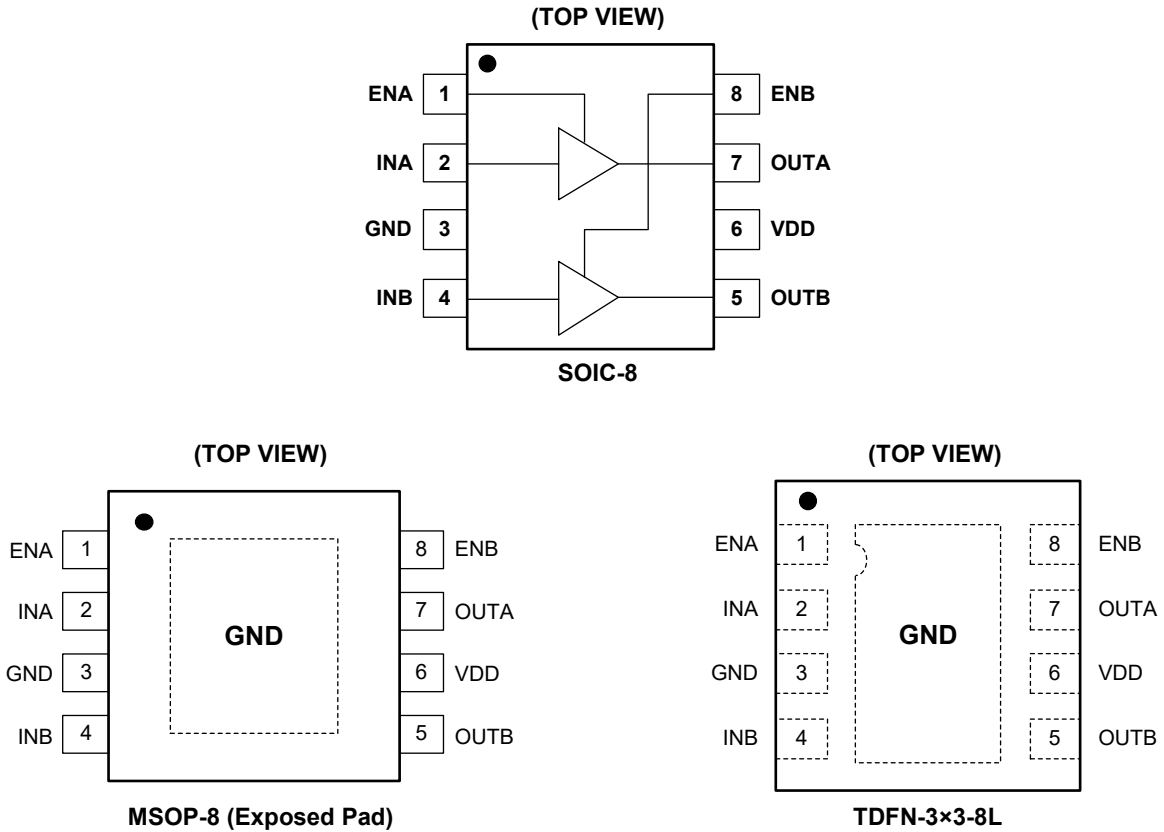 (TOP VIEW)
ENA 1 8 ENB
INA 2 7 OUTA
GND 3 6 VDD
INB 4 5 OUTB
SOIC-8
(TOP VIEW)
ENA 1 8 ENB
INA 2 7 OUTA
GND
GND 3 6 VDD
INB 4 5 OUTB
MSOP-8 (Exposed Pad)
(TOP VIEW)
ENA 1 8 ENB
INA 2 7 OUTA
GND
GND 3 6 VDD
INB 4 5 OUTB
TDFN-3×3-8L